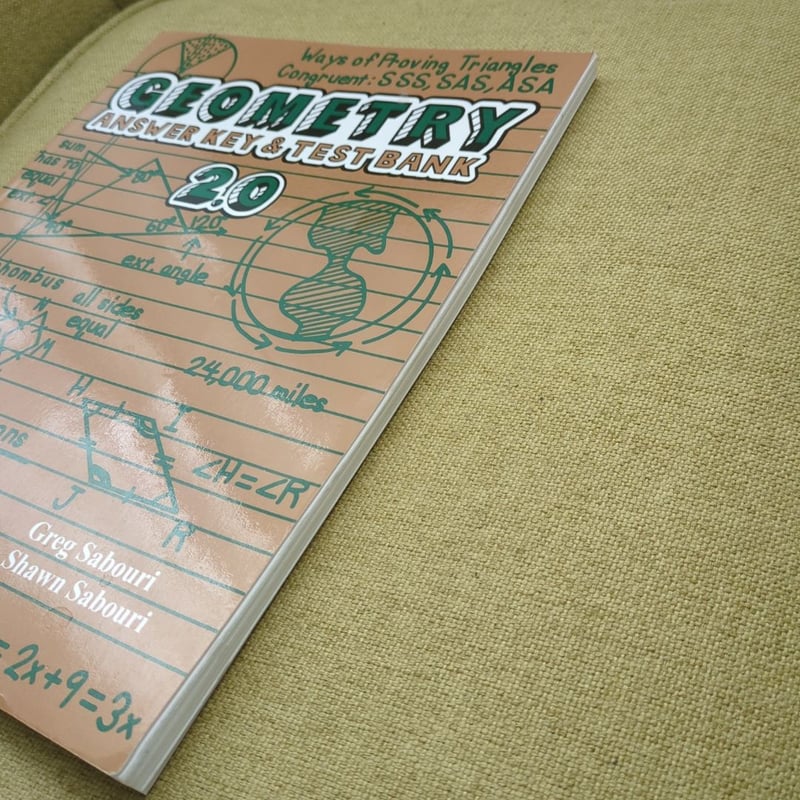 Ways of Proving Triangles
Congruent: SSS, SAS, ASA
GEOMETRY
ANSWER KEY & TEST BANK
2.0
sum
has to
equal
ext. ∠
80°
60° 120°
ext. angle
rhombus all sides
equal
N
M
24,000 miles
H I
∠H=∠R
J R
Greg Sabouri
Shawn Sabouri
=2x+9=3x